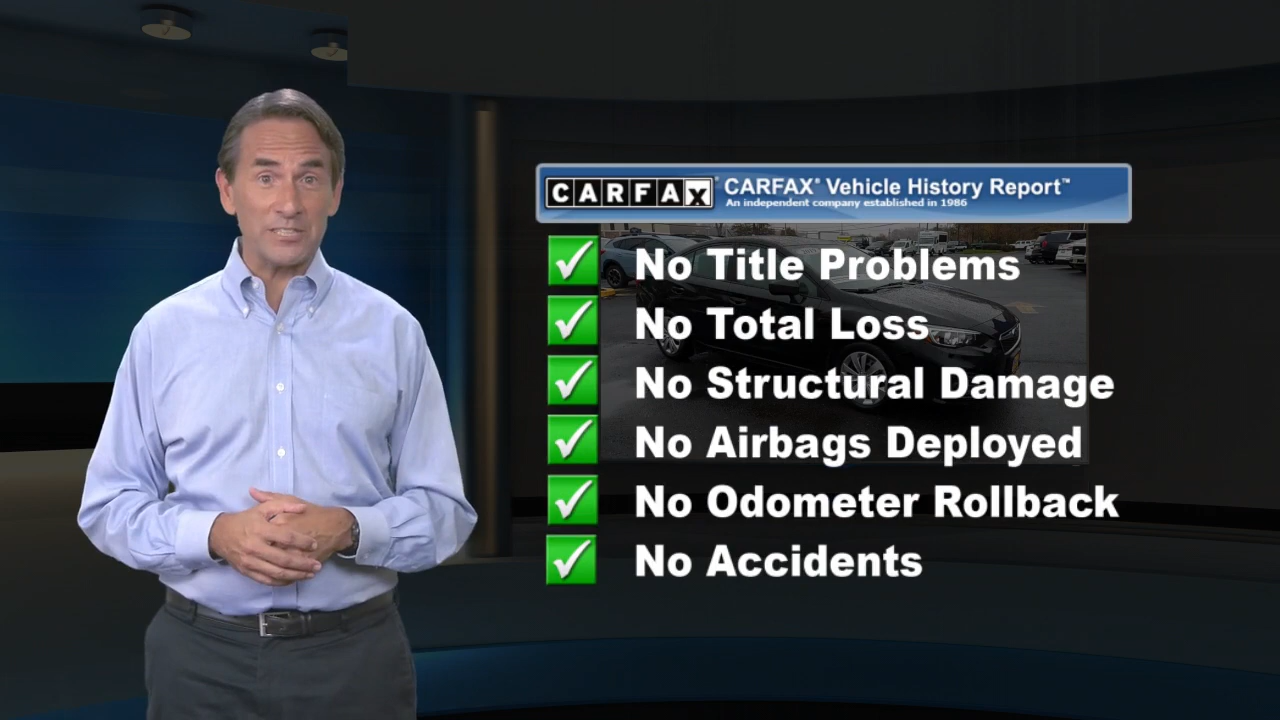 CARFAX® CARFAX® Vehicle History Report™
An independent company established in 1986
No Title Problems
No Total Loss
No Structural Damage
No Airbags Deployed
No Odometer Rollback
No Accidents